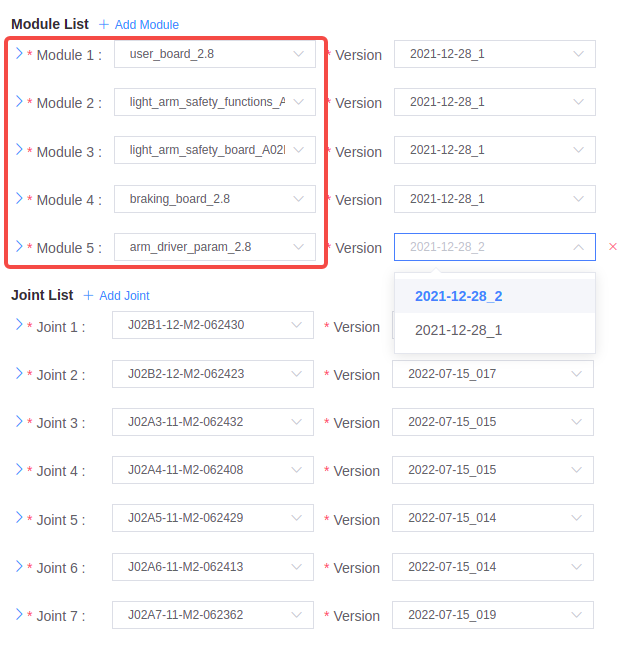 Module List + Add Module
* Module 1 : user_board_2.8 * Version 2021-12-28_1
* Module 2 : light_arm_safety_functions_A * Version 2021-12-28_1
* Module 3 : light_arm_safety_board_A02 * Version 2021-12-28_1
* Module 4 : braking_board_2.8 * Version 2021-12-28_1
* Module 5 : arm_driver_param_2.8 * Version 2021-12-28_2 ×
2021-12-28_2
2021-12-28_1
Joint List + Add Joint
* Joint 1 : J02B1-12-M2-062430 * Version
* Joint 2 : J02B2-12-M2-062423 * Version 2022-07-15_017
* Joint 3 : J02A3-11-M2-062432 * Version 2022-07-15_015
* Joint 4 : J02A4-11-M2-062408 * Version 2022-07-15_015
* Joint 5 : J02A5-11-M2-062429 * Version 2022-07-15_014
* Joint 6 : J02A6-11-M2-062413 * Version 2022-07-15_014
* Joint 7 : J02A7-11-M2-062362 * Version 2022-07-15_019